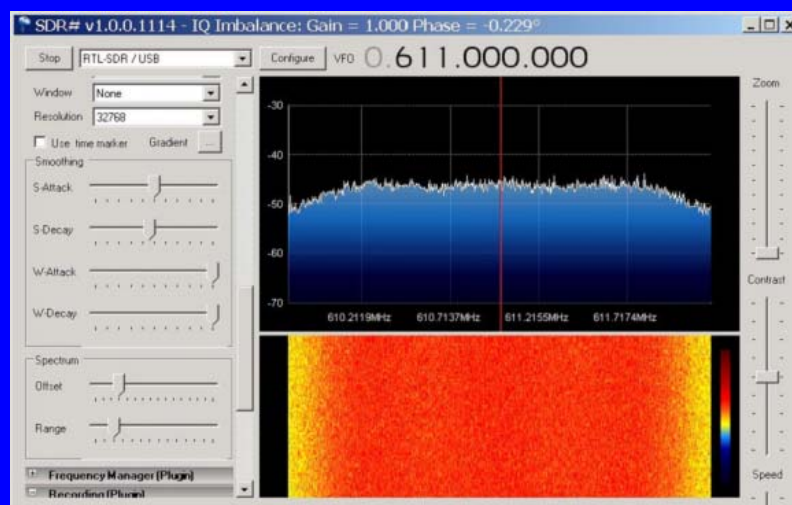 SDR# v1.0.0.1114 - IQ Imbalance: Gain = 1.000 Phase = -0.229°
Stop RTL-SDR / USB Configure VFO 0.611.000.000
Window None
Resolution 32768
Use time marker Gradient ...
Smoothing
S-Attack
S-Decay
W-Attack
W-Decay
Spectrum
Offset
Range
Frequency Manager (Plugin)
Recording (Plugin)
-30
-40
-50
-60
-70
610.2119MHz 610.7137MHz 611.2155MHz 611.7174MHz
Zoom
Contrast
Speed